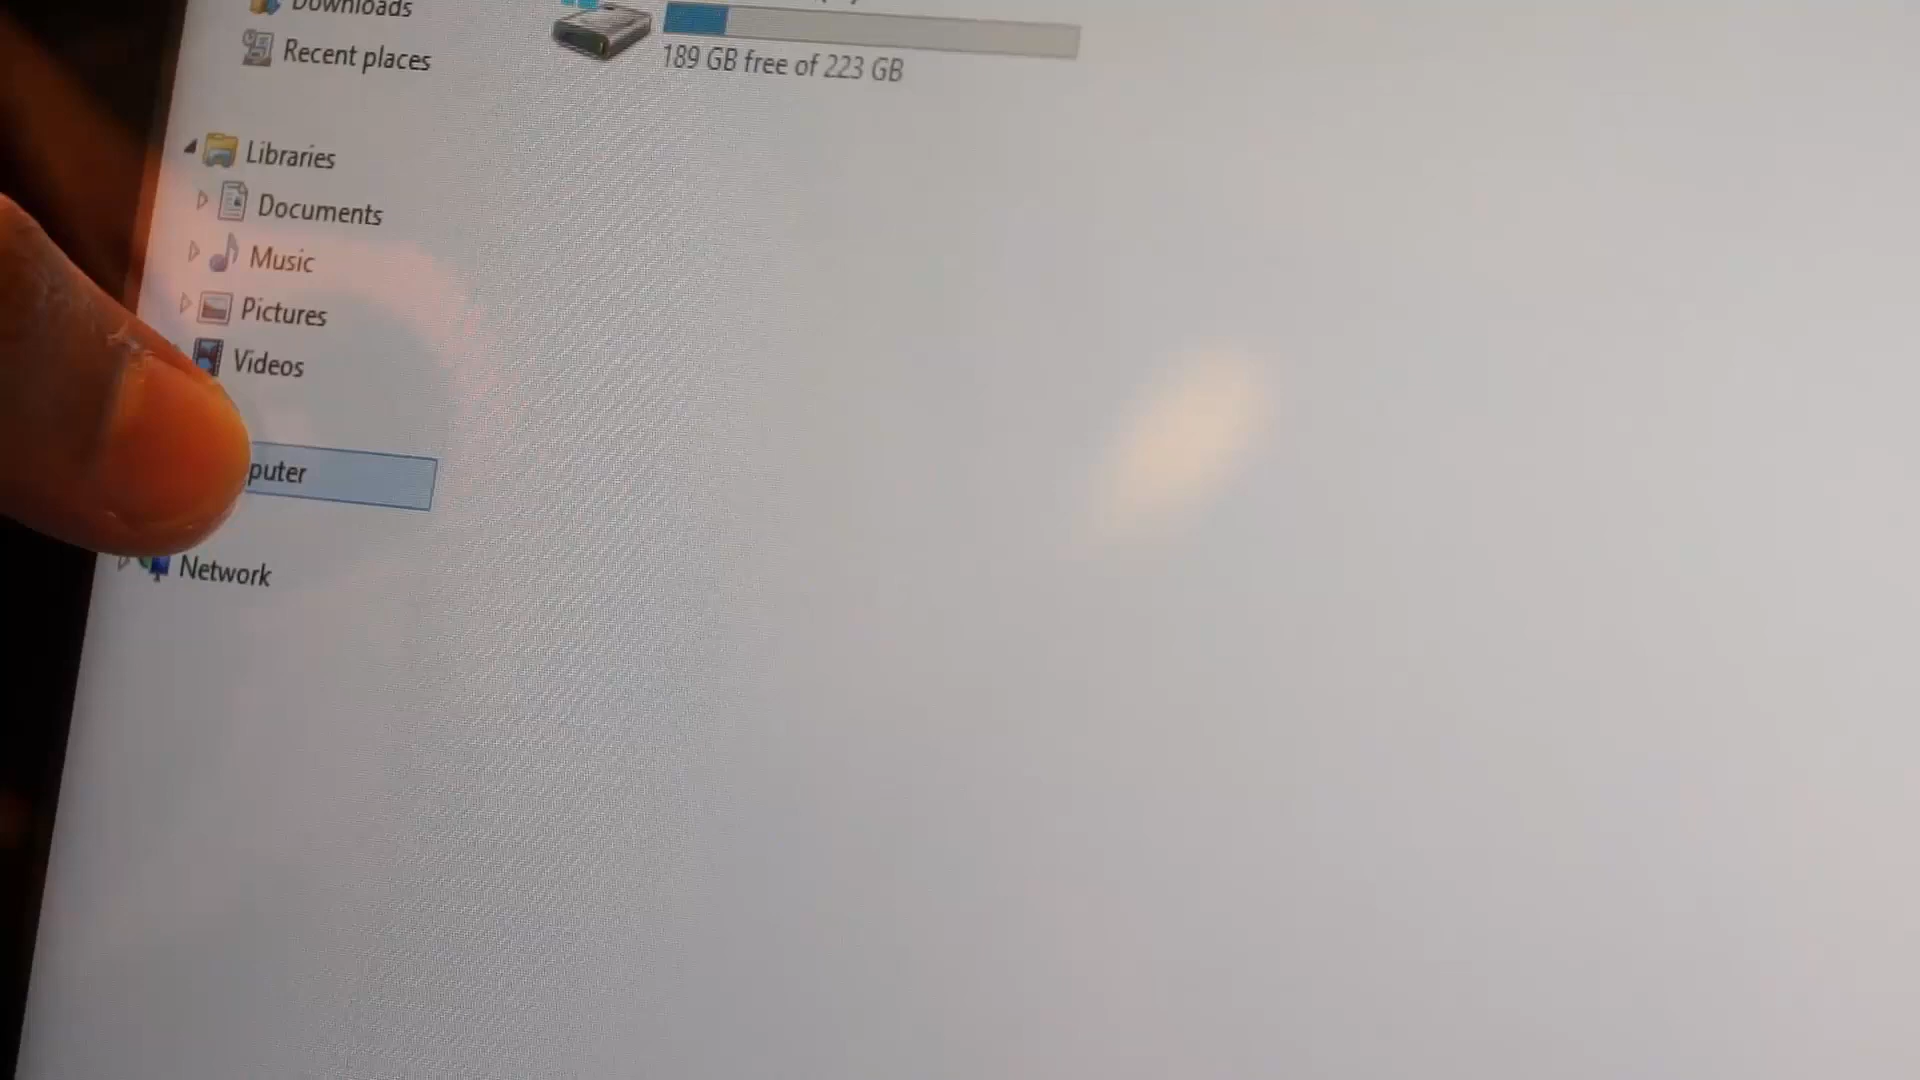 Downloads
Recent places
189 GB free of 223 GB
Libraries
Documents
Music
Pictures
Videos
puter
Network